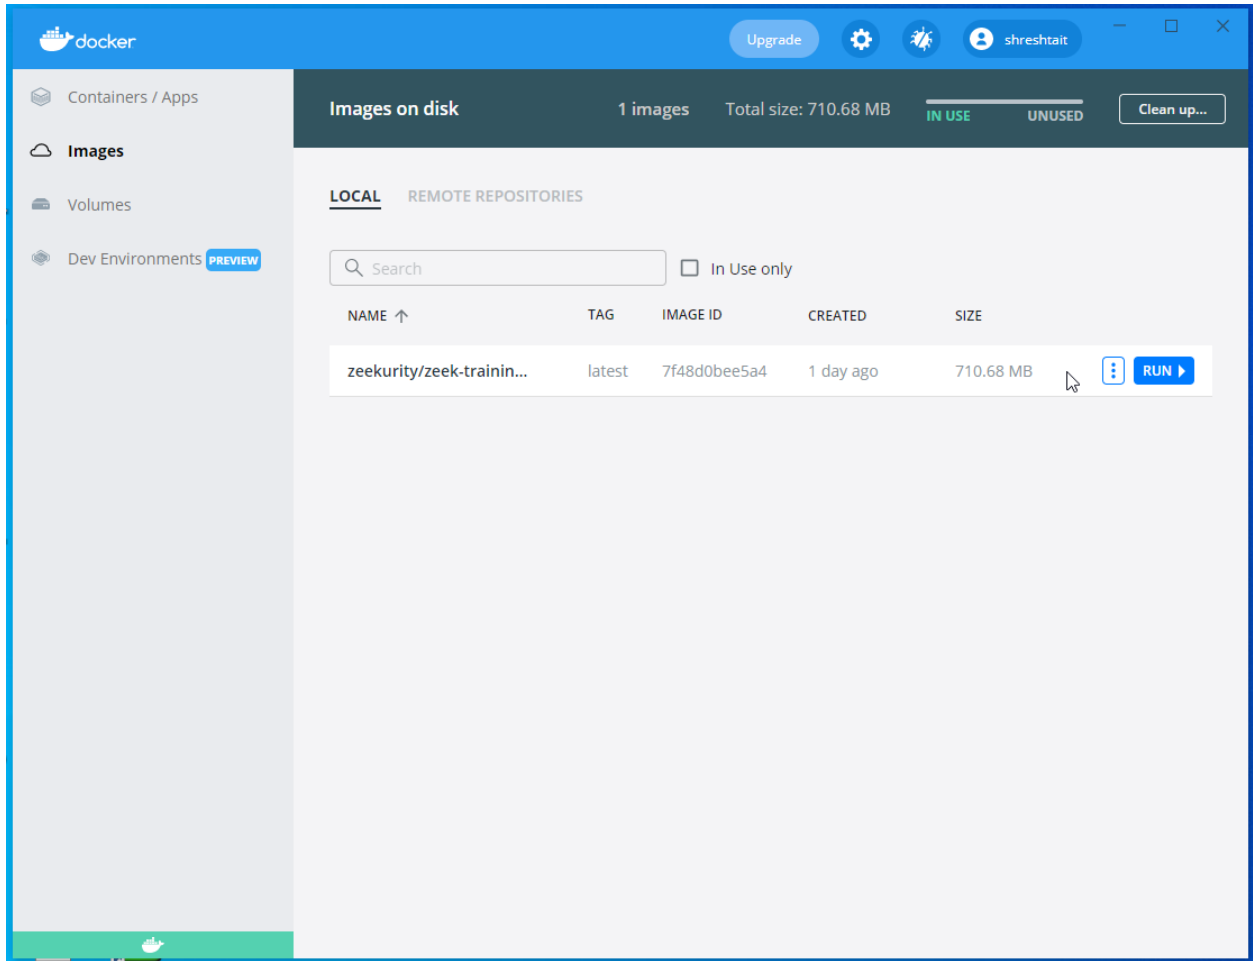 docker
Upgrade
shreshtait
Containers / Apps
Images
Volumes
Dev Environments PREVIEW
Images on disk
1 images
Total size: 710.68 MB
IN USE
UNUSED
Clean up...
LOCAL
REMOTE REPOSITORIES
Search
In Use only
NAME TAG IMAGE ID CREATED SIZE
zeekurity/zeek-trainin... latest 7f48d0bee5a4 1 day ago 710.68 MB RUN